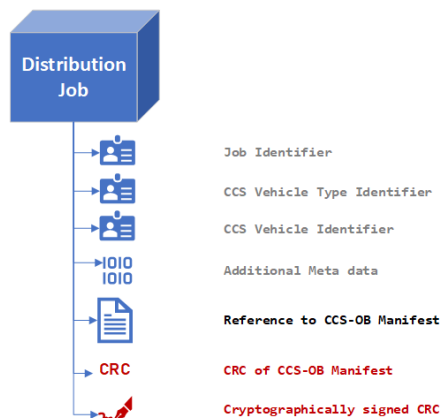 Distribution
Job
Job Identifier
CCS Vehicle Type Identifier
CCS Vehicle Identifier
1010
1010
Additional Meta data
Reference to CCS-OB Manifest
CRC
CRC of CCS-OB Manifest
Cryptographically signed CRC